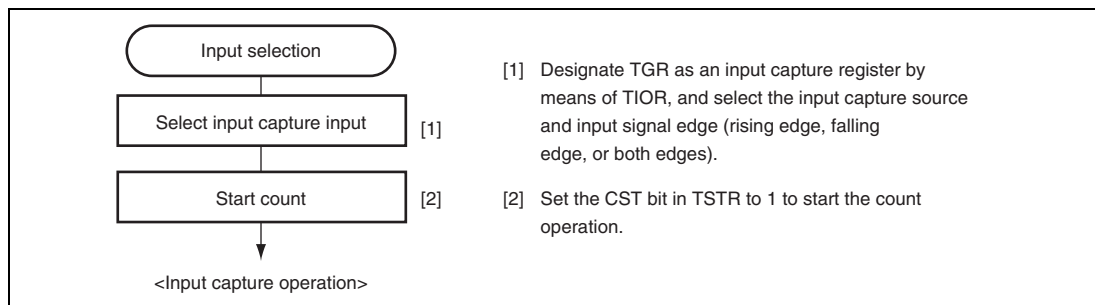 Input selection
Select input capture input
[1]
Start count
[2]
<Input capture operation>
[1] Designate TGR as an input capture register by
means of TIOR, and select the input capture source
and input signal edge (rising edge, falling
edge, or both edges).
[2] Set the CST bit in TSTR to 1 to start the count
operation.